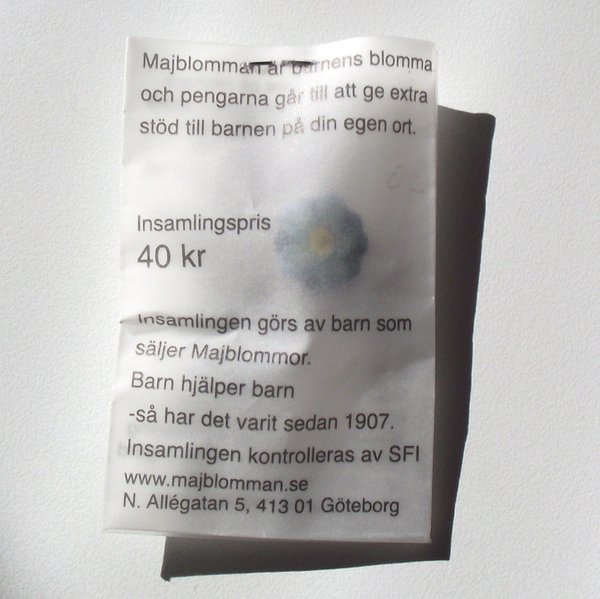 Majblomman är barnens blomma
och pengarna går till att ge extra
stöd till barnen på din egen ort.
Insamlingspris
40 kr
Insamlingen görs av barn som
säljer Majblommor.
Barn hjälper barn
-så har det varit sedan 1907.
Insamlingen kontrolleras av SFI
www.majblomman.se
N. Allégatan 5, 413 01 Göteborg